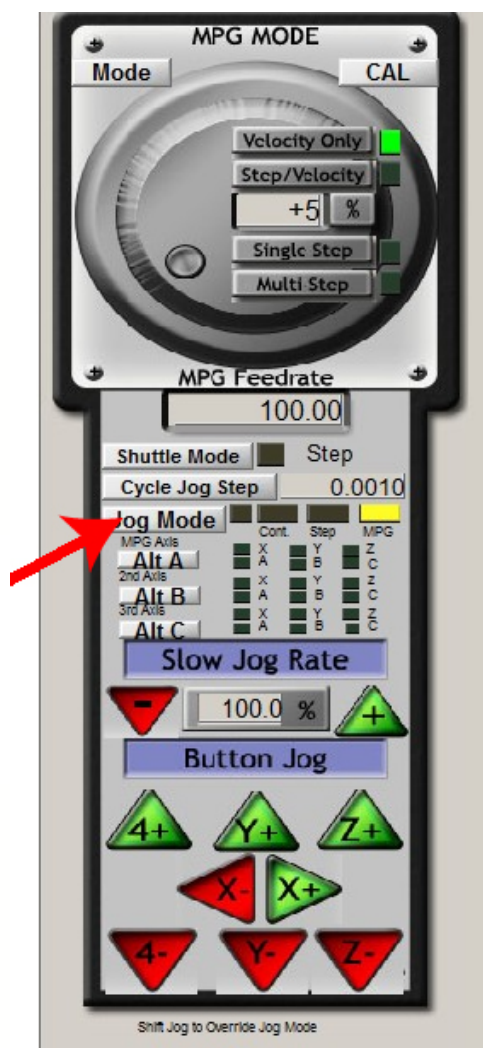 MPG MODE
Mode CAL
Velocity Only
Step/Velocity
+5 %
Single Step
Multi Step
MPG Feedrate
100.00
Shuttle Mode Step
Cycle Jog Step 0.0010
Jog Mode Cont. Step MPG
MPG Axis X Y Z
Alt A A B C
2nd Axis X Y Z
Alt B A B C
3rd Axis X Y Z
Alt C A B C
Slow Jog Rate
- 100.0 % +
Button Jog
4+ Y+ Z+
X- X+
4- Y- Z-
Shift Jog to Override Jog Mode